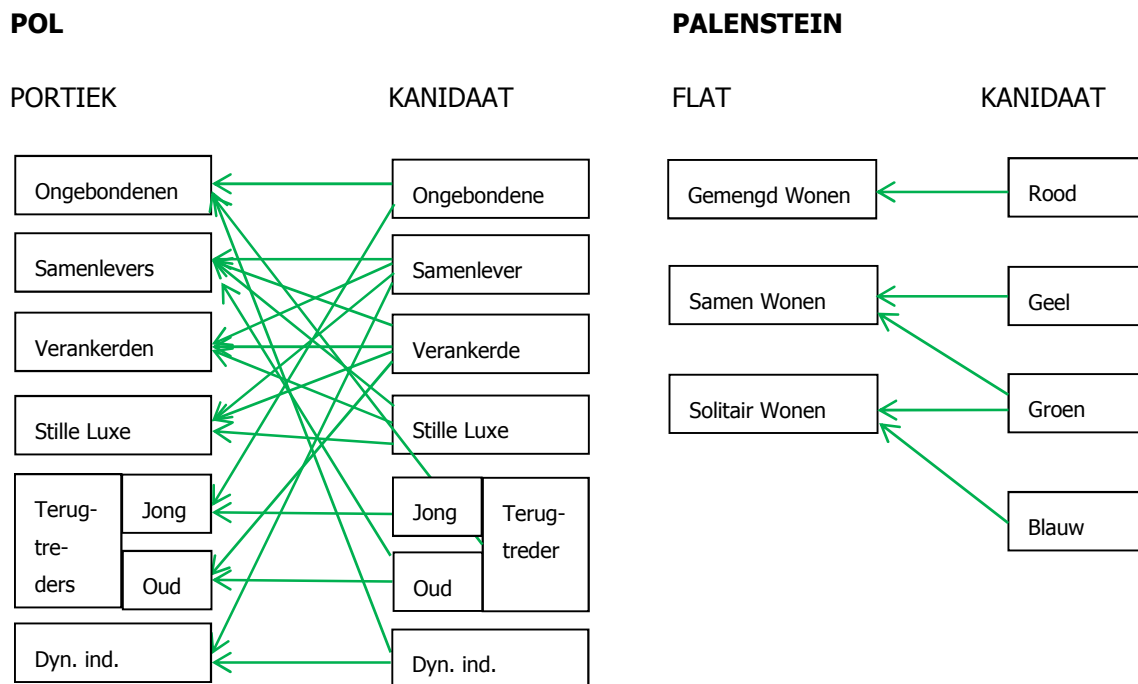 POL
PALENSTEIN
PORTIEK
KANIDAAT
FLAT
KANIDAAT
Ongebondenen
Ongebondene
Gemengd Wonen
Rood
Samenlevers
Samenlever
Samen Wonen
Geel
Verankerden
Verankerde
Stille Luxe
Stille Luxe
Solitair Wonen
Groen
Terug-
tre-
ders
Jong
Oud
Jong
Oud
Terug-
treder
Blauw
Dyn. ind.
Dyn. ind.